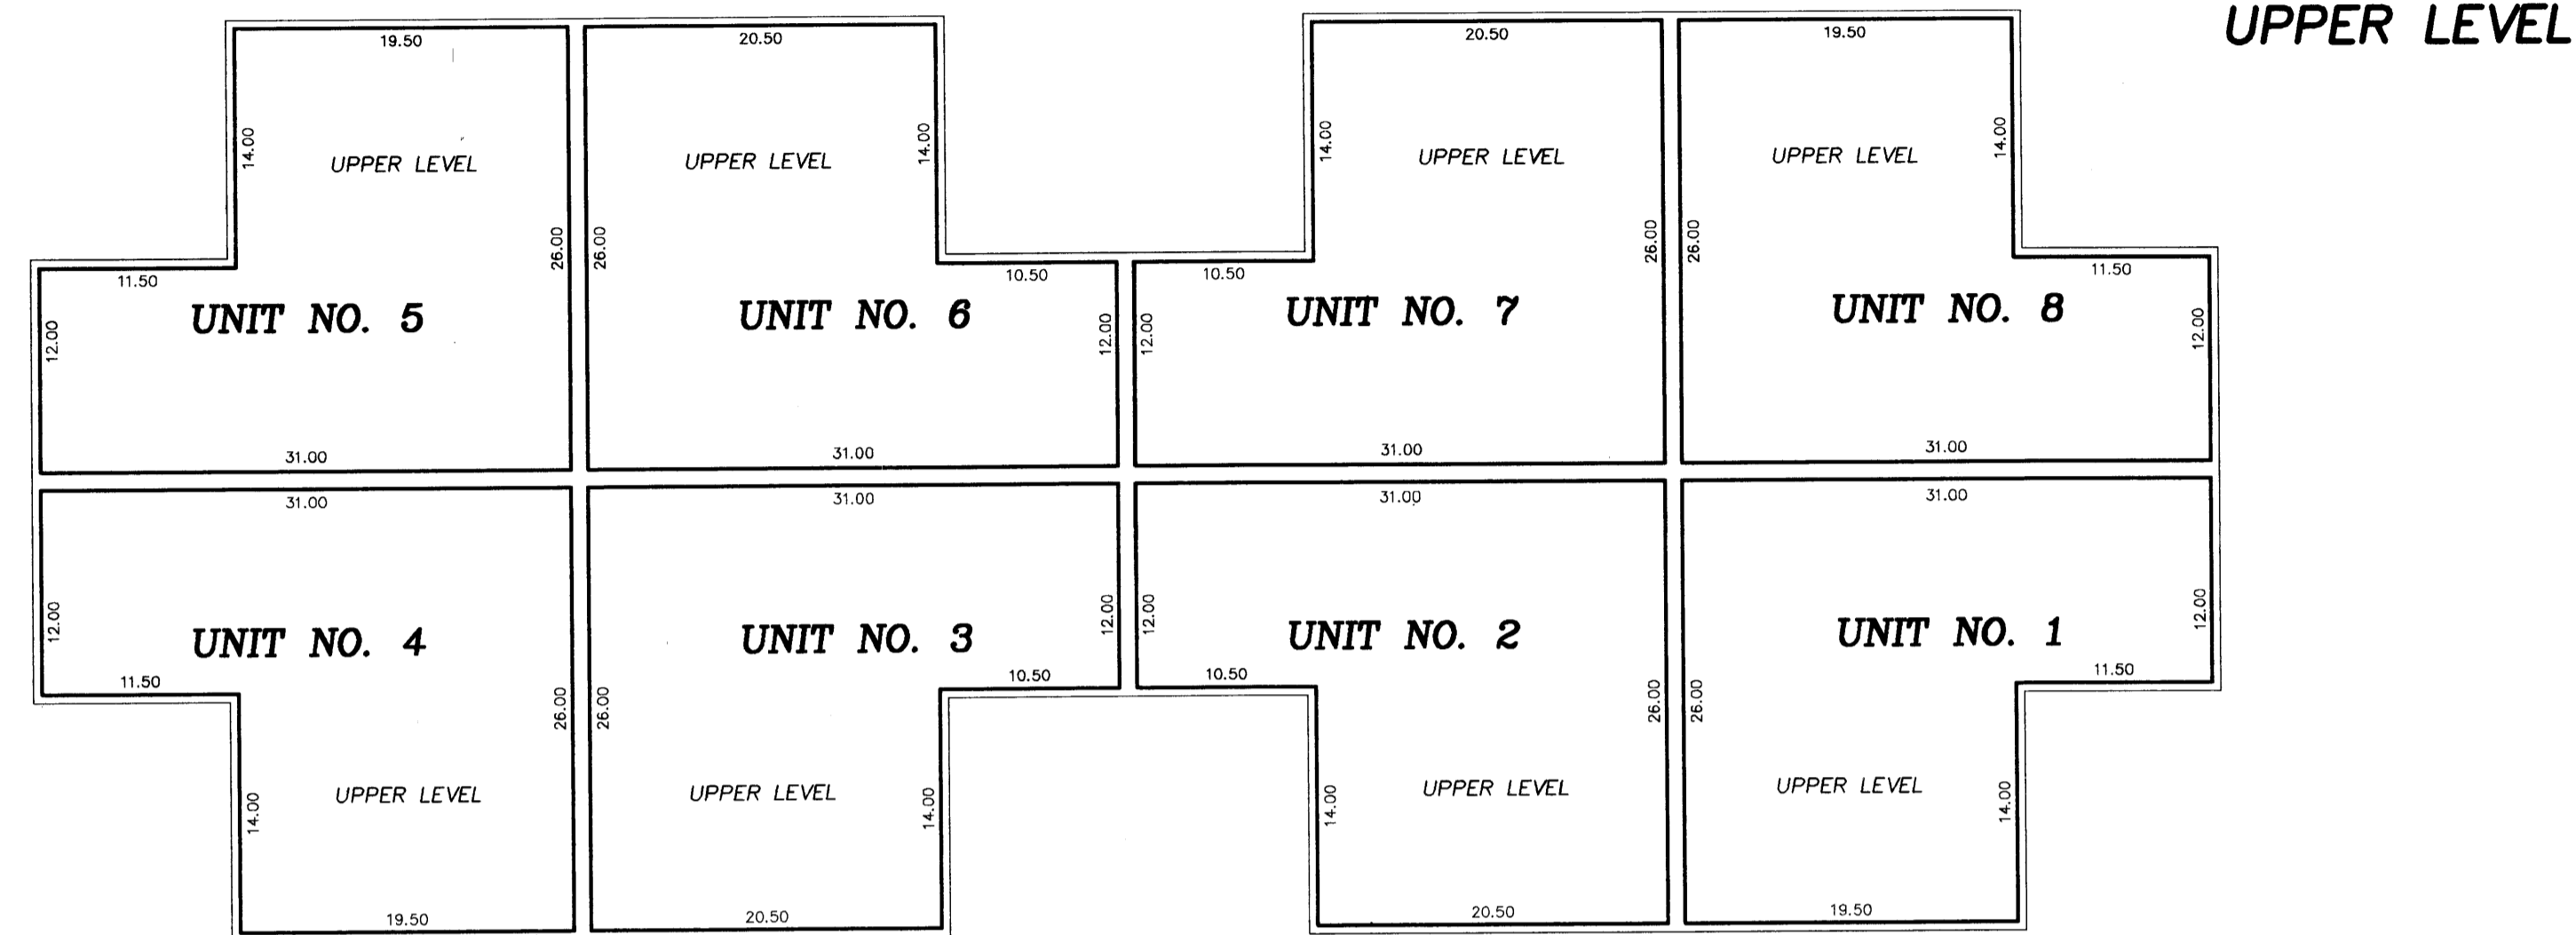 UPPER LEVEL
19.50
20.50
20.50
19.50
14.00
UPPER LEVEL
UPPER LEVEL
14.00
14.00
UPPER LEVEL
UPPER LEVEL
14.00
26.00
26.00
26.00
26.00
11.50
10.50
10.50
11.50
UNIT NO. 5
UNIT NO. 6
UNIT NO. 7
UNIT NO. 8
12.00
12.00
12.00
12.00
31.00
31.00
31.00
31.00
31.00
31.00
31.00
31.00
12.00
12.00
12.00
12.00
UNIT NO. 4
UNIT NO. 3
UNIT NO. 2
UNIT NO. 1
11.50
10.50
10.50
11.50
26.00
26.00
26.00
26.00
UPPER LEVEL
UPPER LEVEL
UPPER LEVEL
UPPER LEVEL
14.00
14.00
14.00
14.00
19.50
20.50
20.50
19.50